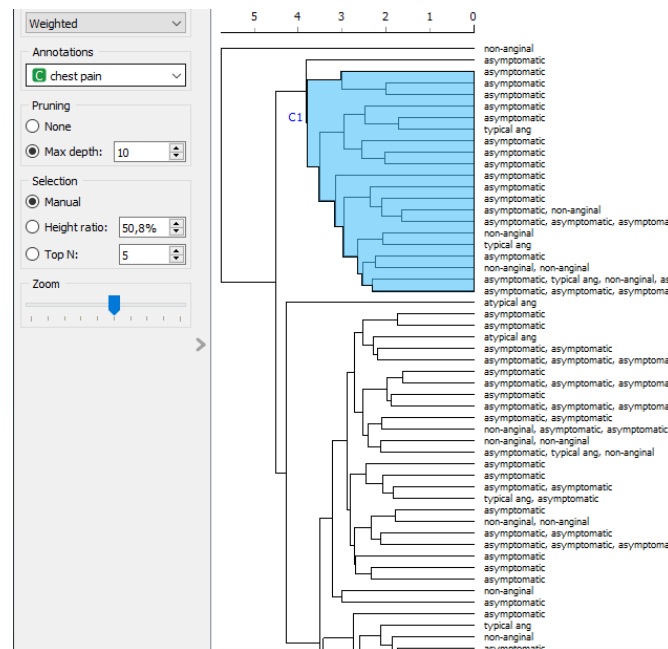 Weighted
Annotations
C chest pain
Pruning
None
Max depth: 10
Selection
Manual
Height ratio: 50,8%
Top N: 5
Zoom
5 4 3 2 1 0
C1
non-anginal
asymptomatic
asymptomatic
asymptomatic
asymptomatic
asymptomatic
asymptomatic
typical ang
asymptomatic
asymptomatic
asymptomatic
asymptomatic
asymptomatic
asymptomatic
asymptomatic, non-anginal
asymptomatic, asymptomatic, asymptoma
non-anginal
typical ang
asymptomatic
non-anginal, non-anginal
asymptomatic, typical ang, non-anginal, as
asymptomatic, asymptomatic, asymptoma
atypical ang
asymptomatic
asymptomatic
atypical ang
asymptomatic, asymptomatic
asymptomatic, asymptomatic, asymptoma
asymptomatic
asymptomatic, asymptomatic, asymptoma
asymptomatic
asymptomatic, asymptomatic, asymptoma
asymptomatic, asymptomatic
non-anginal, asymptomatic, asymptomatic
non-anginal, non-anginal
asymptomatic, typical ang, non-anginal
asymptomatic
asymptomatic
asymptomatic, asymptomatic
typical ang, asymptomatic
asymptomatic
non-anginal, non-anginal
asymptomatic, asymptomatic
asymptomatic, asymptomatic, asymptoma
asymptomatic
asymptomatic
asymptomatic
non-anginal
asymptomatic
asymptomatic
typical ang
non-anginal
asymptomatic